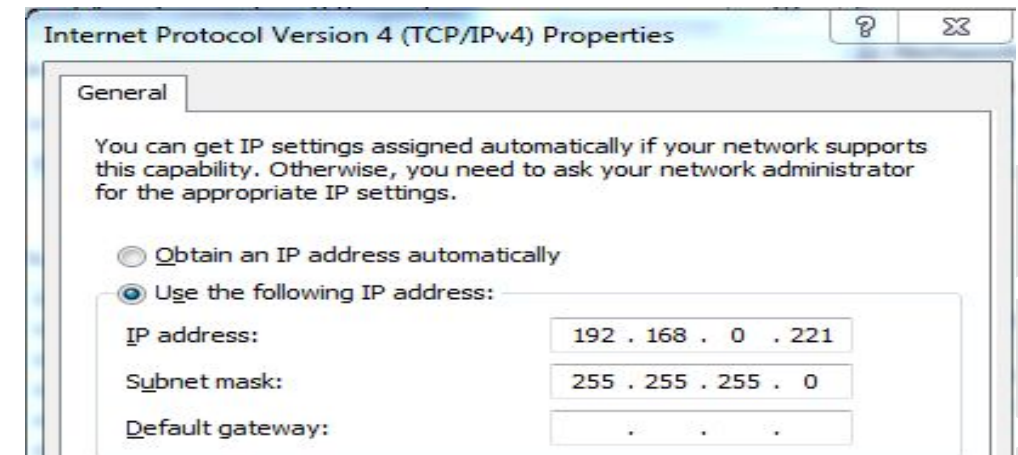 Internet Protocol Version 4 (TCP/IPv4) Properties
General
You can get IP settings assigned automatically if your network supports
this capability. Otherwise, you need to ask your network administrator
for the appropriate IP settings.
Obtain an IP address automatically
Use the following IP address:
IP address: 192 . 168 . 0 . 221
Subnet mask: 255 . 255 . 255 . 0
Default gateway: . . .